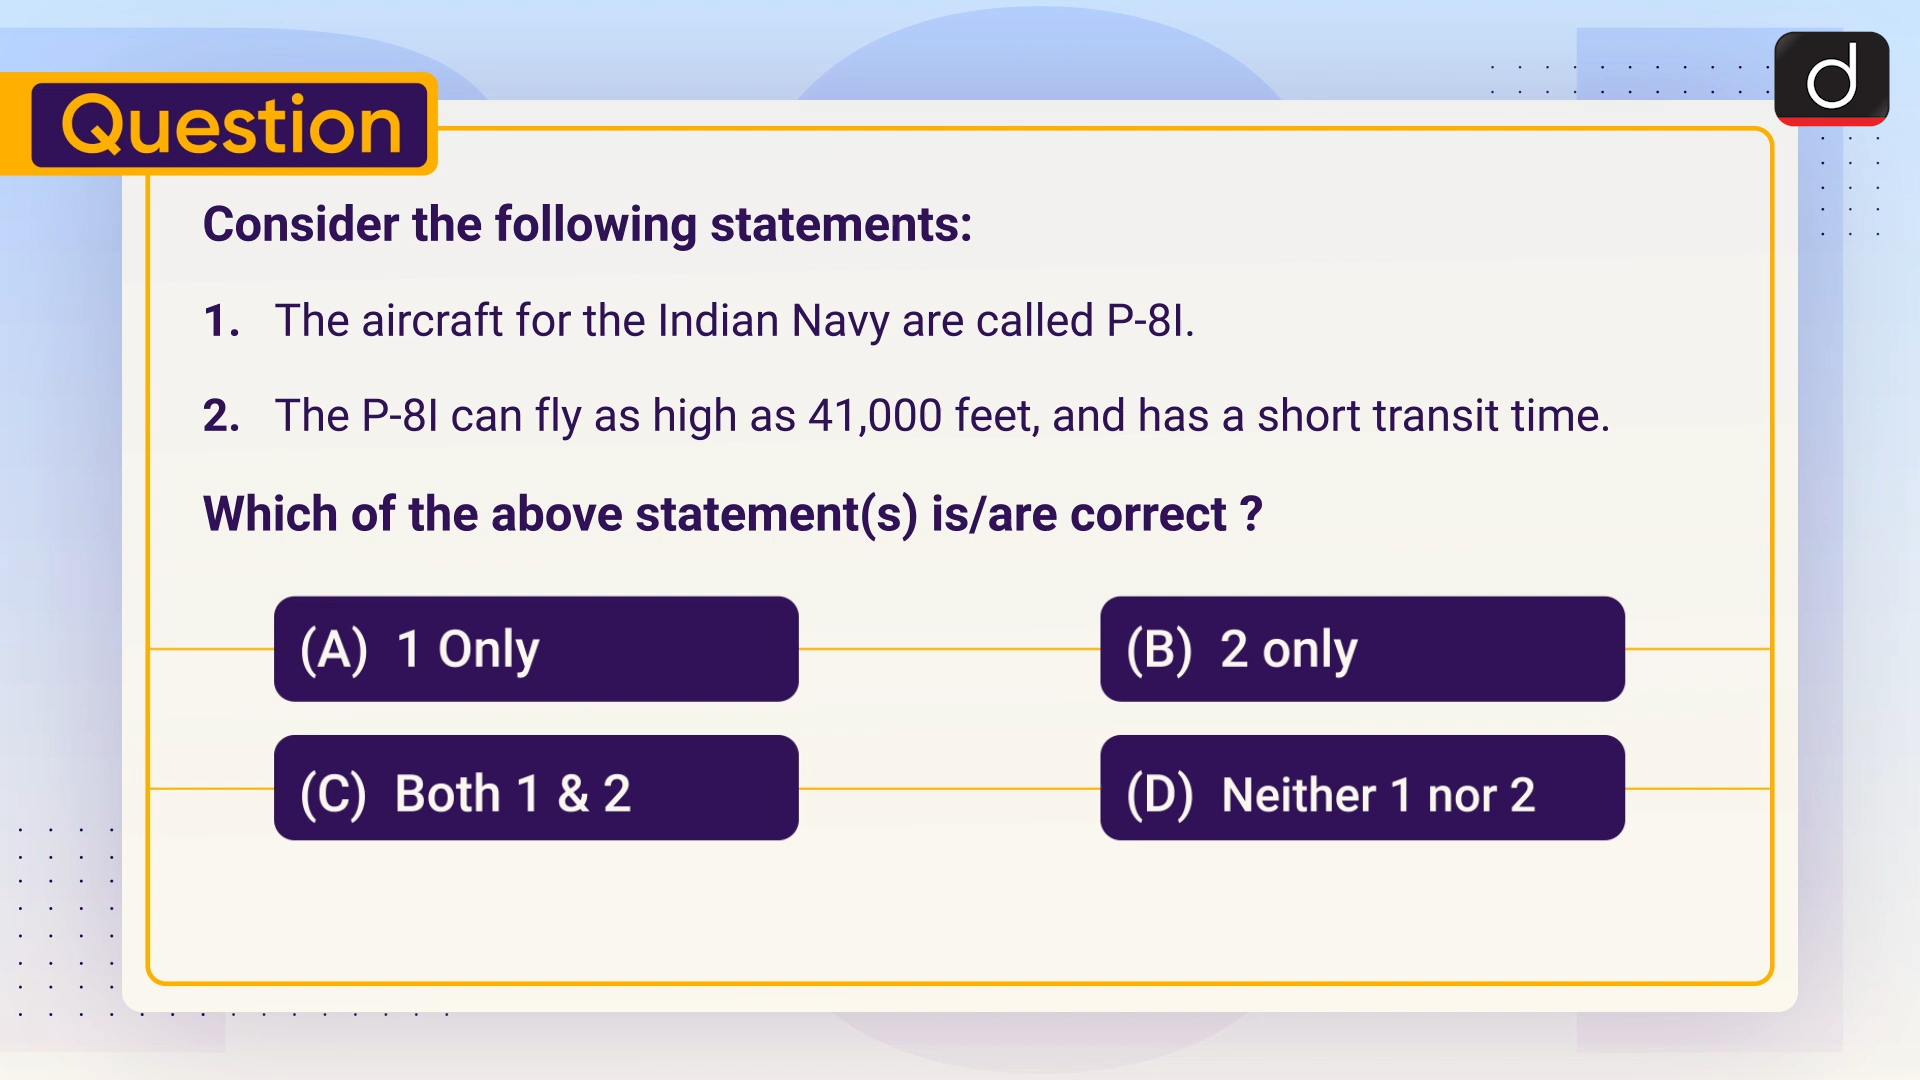 Question
d
Consider the following statements:
1. The aircraft for the Indian Navy are called P-8I.
2. The P-8I can fly as high as 41,000 feet, and has a short transit time.
Which of the above statement(s) is/are correct ?
(A) 1 Only
(B) 2 only
(C) Both 1 & 2
(D) Neither 1 nor 2